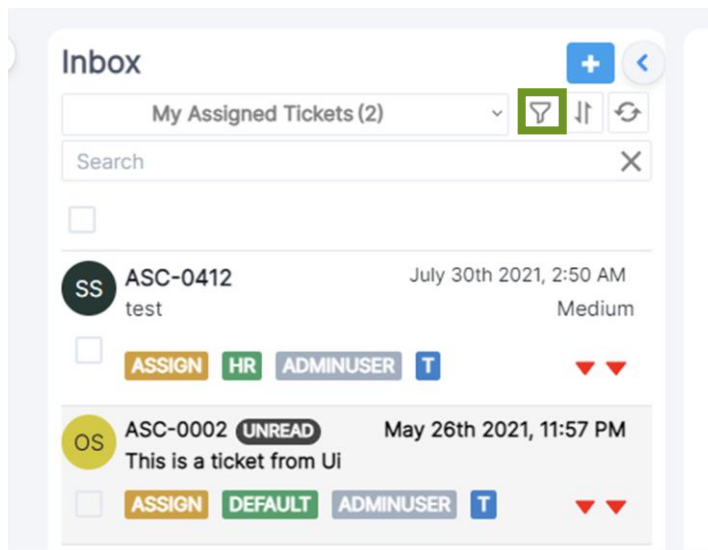 Inbox
My Assigned Tickets (2)
Search
SS ASC-0412 July 30th 2021, 2:50 AM
test Medium
ASSIGN HR ADMINUSER T
OS ASC-0002 UNREAD May 26th 2021, 11:57 PM
This is a ticket from Ui
ASSIGN DEFAULT ADMINUSER T